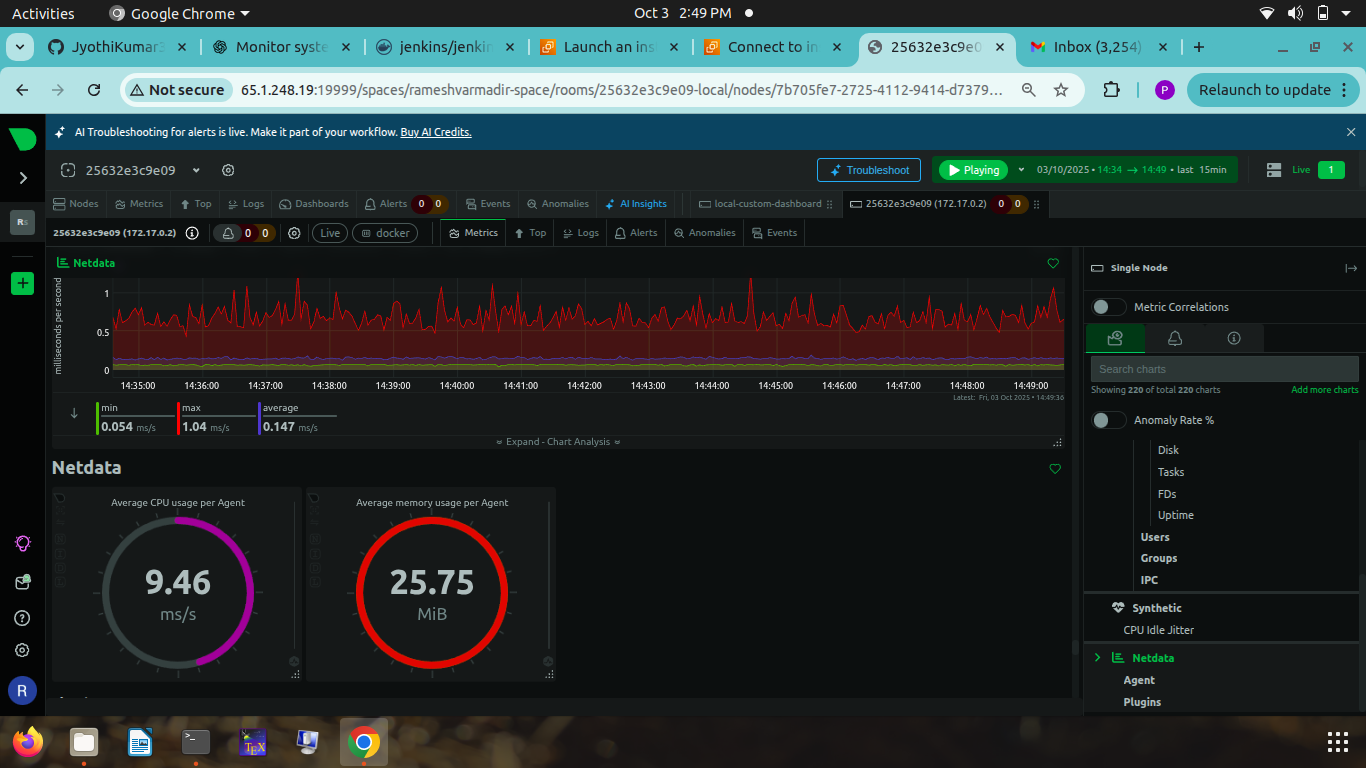 Activities
Google Chrome
Oct 3 2:49 PM
JyothiKumar
Monitor syste
jenkins/jenkin
Launch an ins
Connect to in
25632e3c9e0
Inbox (3,254)
Not secure
65.1.248.19:19999/spaces/rameshvarmadir-space/rooms/25632e3c9e09-local/nodes/7b705fe7-2725-4112-9414-d7379...
P
Relaunch to update
AI Troubleshooting for alerts is live. Make it part of your workflow. Buy AI Credits.
25632e3c9e09
Troubleshoot
Playing
03/10/2025 • 14:34 → 14:49 • last 15min
Live
1
Rs
Nodes
Metrics
Top
Logs
Dashboards
Alerts
0
0
Events
Anomalies
AI Insights
local-custom-dashboard
25632e3c9e09 (172.17.0.2)
0
0
25632e3c9e09 (172.17.0.2)
0
0
Live
docker
Metrics
Top
Logs
Alerts
Anomalies
Events
Netdata
milliseconds per second
1
0.5
0
14:35:00
14:36:00
14:37:00
14:38:00
14:39:00
14:40:00
14:41:00
14:42:00
14:43:00
14:44:00
14:45:00
14:46:00
14:47:00
14:48:00
14:49:00
Latest: Fri, 03 Oct 2025 • 14:49:36
min
0.054 ms/s
max
1.04 ms/s
average
0.147 ms/s
Expand - Chart Analysis
Netdata
Average CPU usage per Agent
9.46
ms/s
Average memory usage per Agent
25.75
MiB
Single Node
Metric Correlations
Search charts
Showing 220 of total 220 charts
Add more charts
Anomaly Rate %
Disk
Tasks
FDs
Uptime
Users
Groups
IPC
Synthetic
CPU Idle Jitter
Netdata
Agent
Plugins
R
TEX